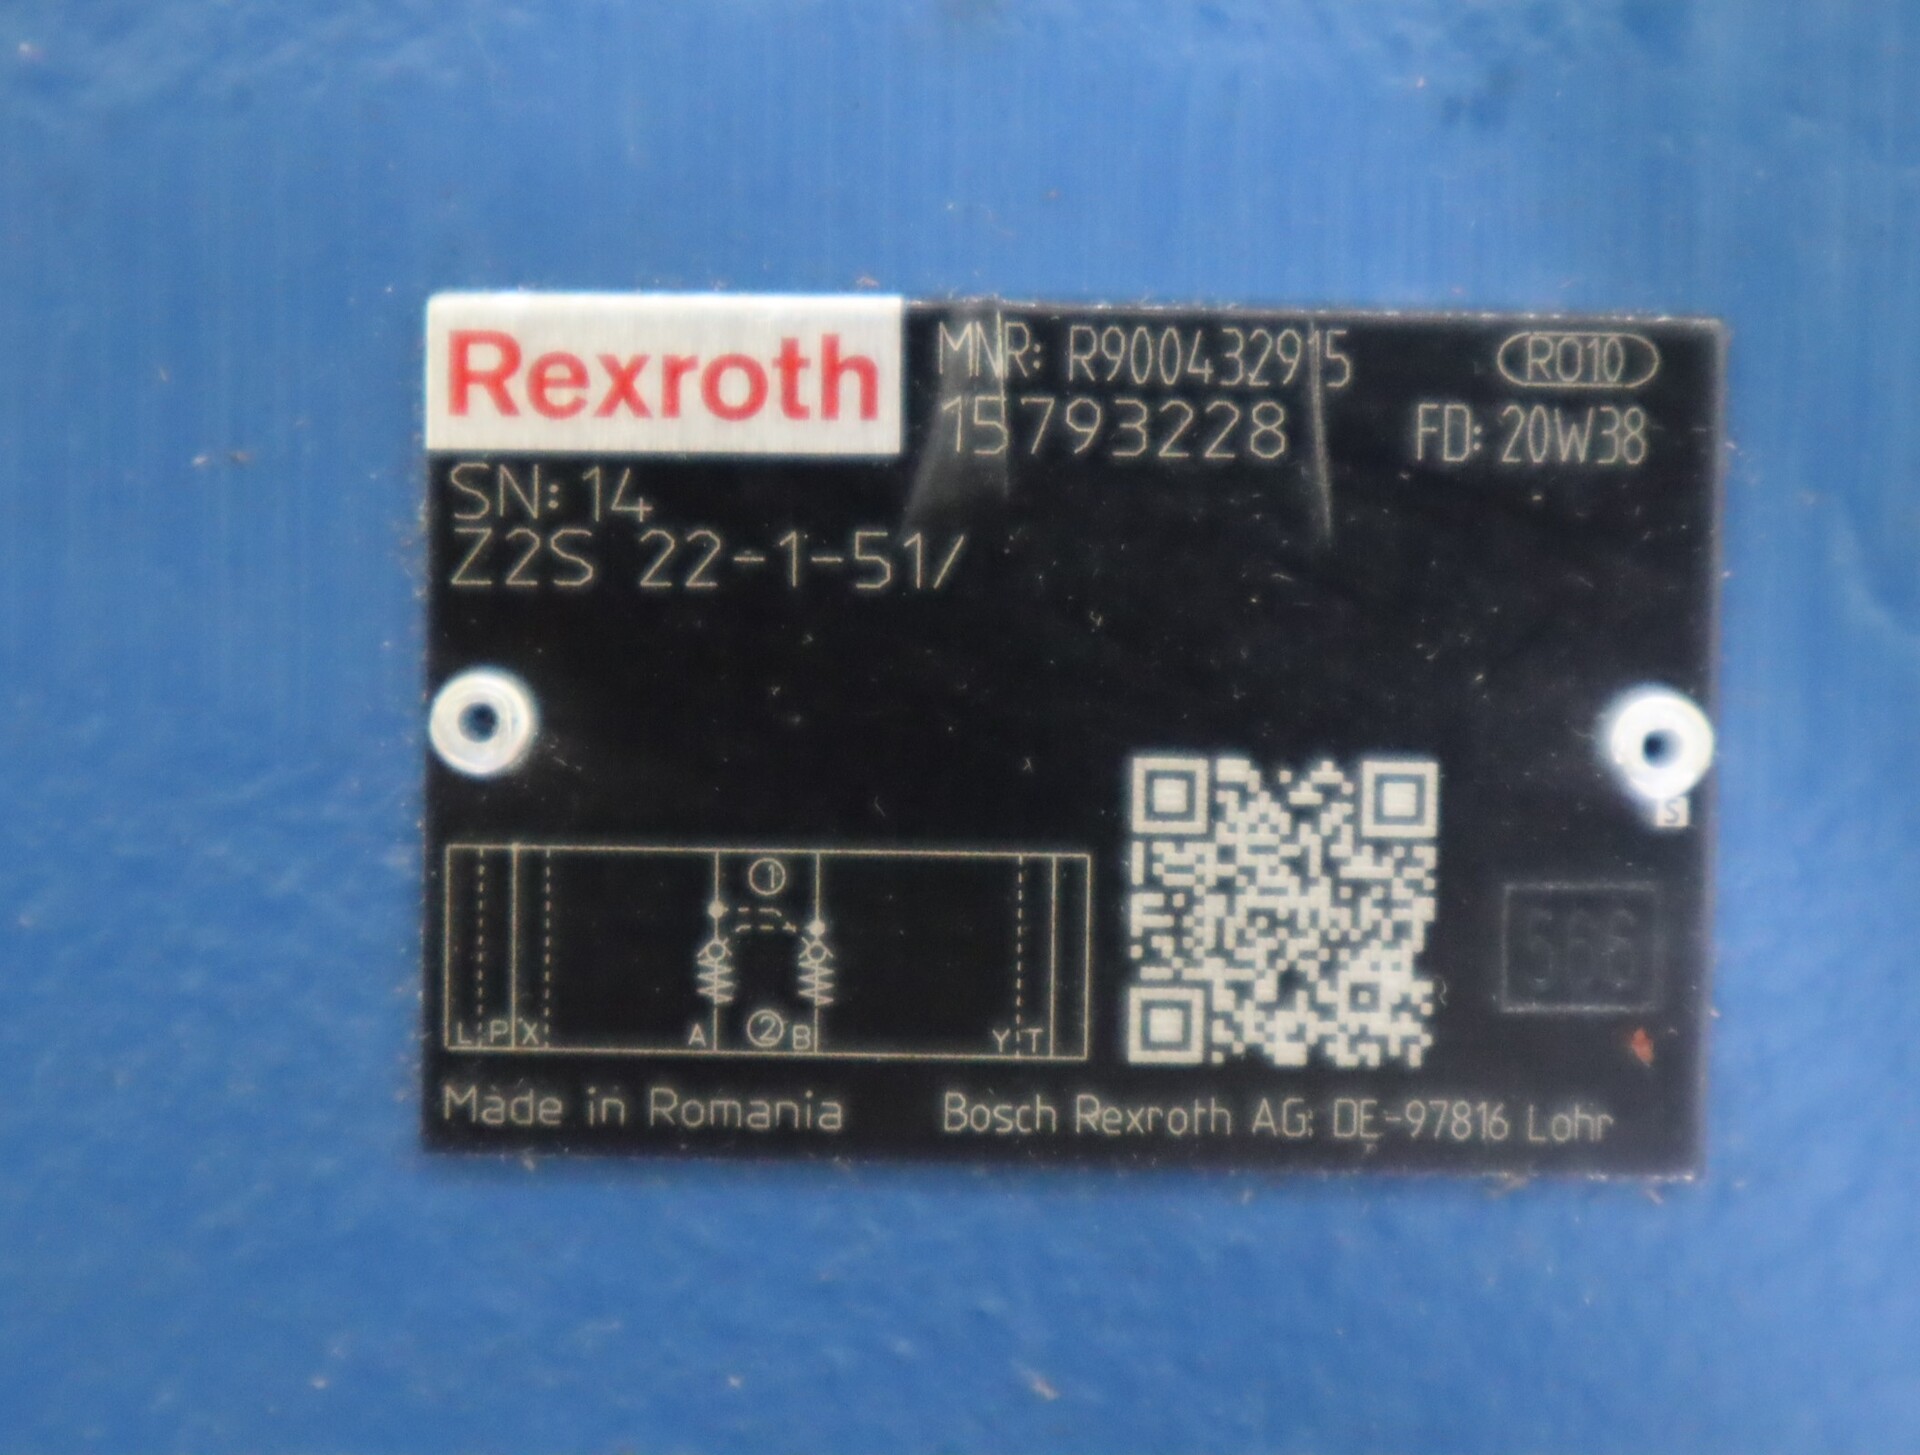 Rexroth
MNR: R900432915
RO10
15793228
FD: 20W38
SN: 14
Z2S 22-1-51/
S
1
L P X A 2 B Y T
566
Made in Romania
Bosch Rexroth AG; DE-97816 Lohr